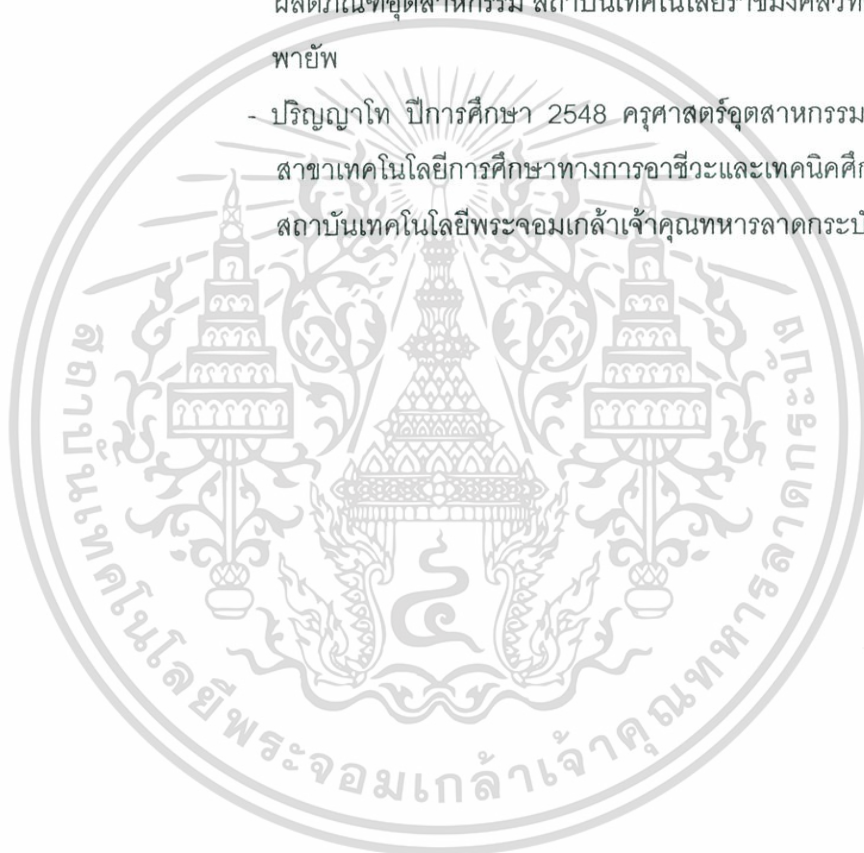 ผลิตภัณฑ์อุตสาหกรรม สถาบันเทคโนโลยีราชมงคล
พายัพ
- ปริญญาโท ปีการศึกษา 2548 ครุศาสตร์อุตสาหกรรม
สาขาเทคโนโลยีการศึกษาทางการอาชีวะและเทคนิคศึ
สถาบันเทคโนโลยีพระจอมเกล้าเจ้าคุณทหารลาดกระบ
สถาบันเทคโนโลยีพระจอมเกล้าเจ้าคุณทหารลาดกระบัง
๔